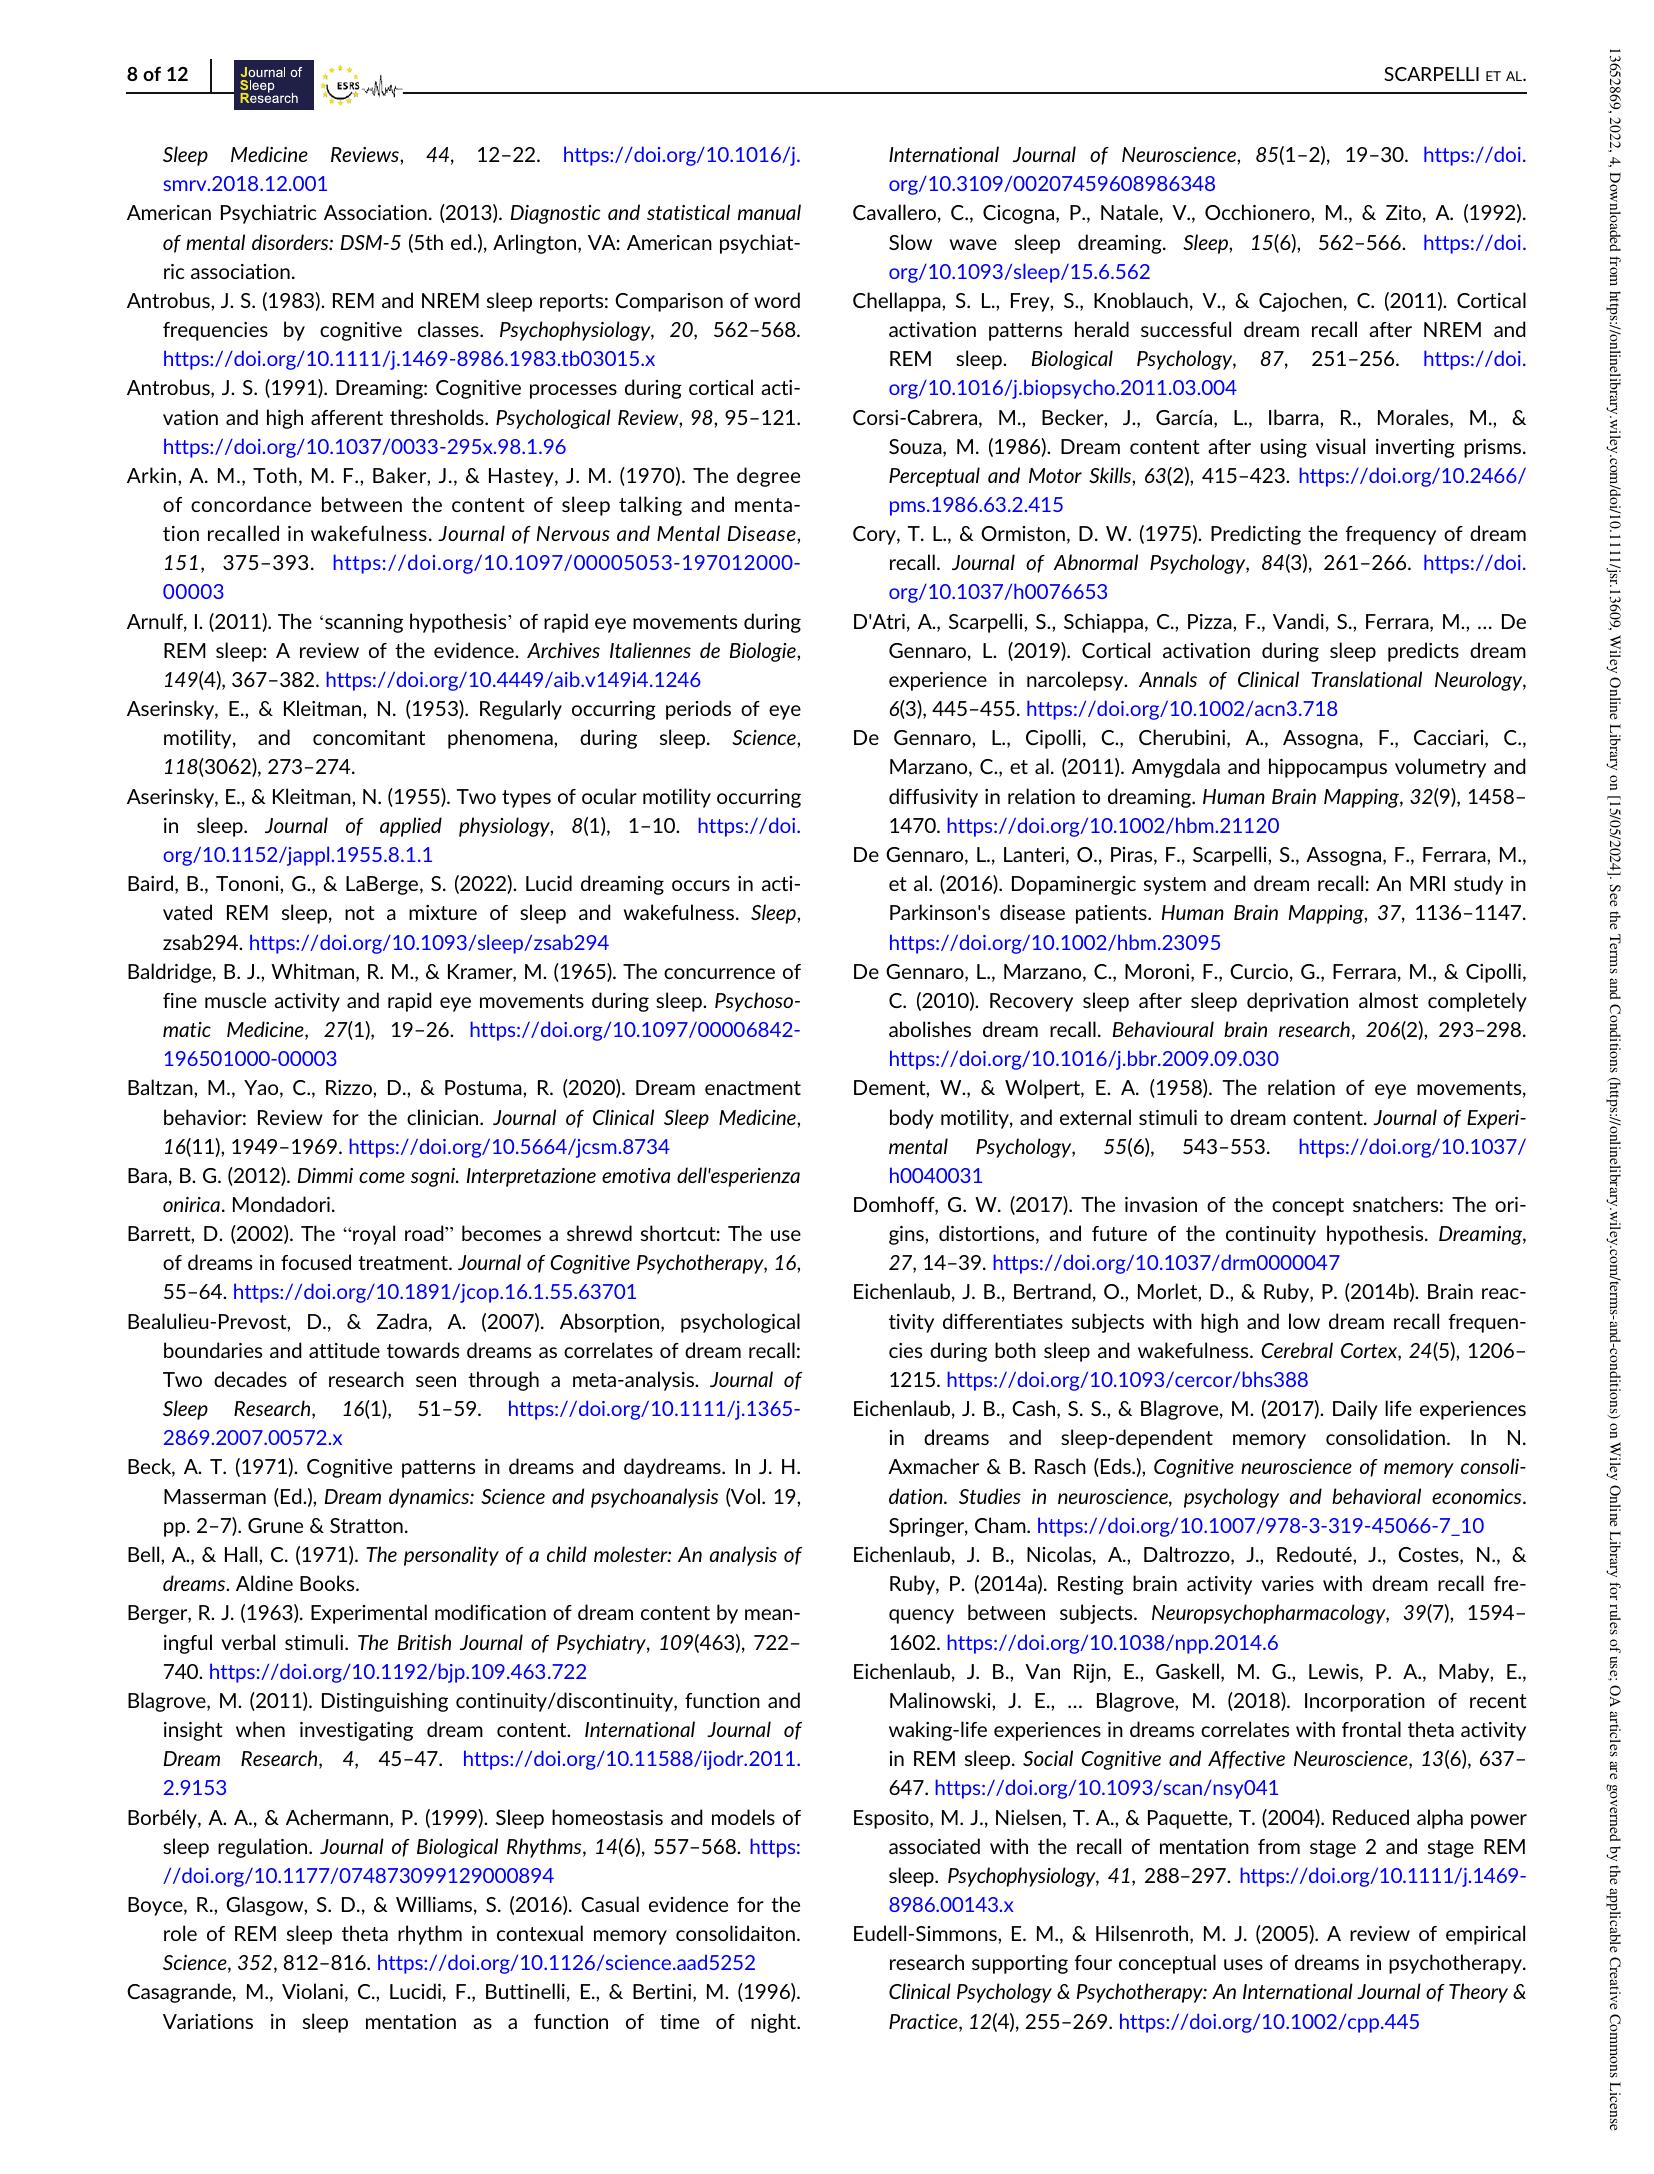 8 of 12
Journal of
Sleep
Research
ESRS
SCARPELLI ET AL.
Sleep Medicine Reviews, 44, 12–22. https://doi.org/10.1016/j.
smrv.2018.12.001
American Psychiatric Association. (2013). Diagnostic and statistical manual
of mental disorders: DSM-5 (5th ed.), Arlington, VA: American psychiat-
ric association.
Antrobus, J. S. (1983). REM and NREM sleep reports: Comparison of word
frequencies by cognitive classes. Psychophysiology, 20, 562–568.
https://doi.org/10.1111/j.1469-8986.1983.tb03015.x
Antrobus, J. S. (1991). Dreaming: Cognitive processes during cortical acti-
vation and high afferent thresholds. Psychological Review, 98, 95–121.
https://doi.org/10.1037/0033-295x.98.1.96
Arkin, A. M., Toth, M. F., Baker, J., & Hastey, J. M. (1970). The degree
of concordance between the content of sleep talking and menta-
tion recalled in wakefulness. Journal of Nervous and Mental Disease,
151, 375–393. https://doi.org/10.1097/00005053-197012000-
00003
Arnulf, I. (2011). The ‘scanning hypothesis’ of rapid eye movements during
REM sleep: A review of the evidence. Archives Italiennes de Biologie,
149(4), 367–382. https://doi.org/10.4449/aib.v149i4.1246
Aserinsky, E., & Kleitman, N. (1953). Regularly occurring periods of eye
motility, and concomitant phenomena, during sleep. Science,
118(3062), 273–274.
Aserinsky, E., & Kleitman, N. (1955). Two types of ocular motility occurring
in sleep. Journal of applied physiology, 8(1), 1–10. https://doi.
org/10.1152/jappl.1955.8.1.1
Baird, B., Tononi, G., & LaBerge, S. (2022). Lucid dreaming occurs in acti-
vated REM sleep, not a mixture of sleep and wakefulness. Sleep,
zsab294. https://doi.org/10.1093/sleep/zsab294
Baldridge, B. J., Whitman, R. M., & Kramer, M. (1965). The concurrence of
fine muscle activity and rapid eye movements during sleep. Psychoso-
matic Medicine, 27(1), 19–26. https://doi.org/10.1097/00006842-
196501000-00003
Baltzan, M., Yao, C., Rizzo, D., & Postuma, R. (2020). Dream enactment
behavior: Review for the clinician. Journal of Clinical Sleep Medicine,
16(11), 1949–1969. https://doi.org/10.5664/jcsm.8734
Bara, B. G. (2012). Dimmi come sogni. Interpretazione emotiva dell'esperienza
onirica. Mondadori.
Barrett, D. (2002). The “royal road” becomes a shrewd shortcut: The use
of dreams in focused treatment. Journal of Cognitive Psychotherapy, 16,
55–64. https://doi.org/10.1891/jcop.16.1.55.63701
Bealulieu-Prevost, D., & Zadra, A. (2007). Absorption, psychological
boundaries and attitude towards dreams as correlates of dream recall:
Two decades of research seen through a meta-analysis. Journal of
Sleep Research, 16(1), 51–59. https://doi.org/10.1111/j.1365-
2869.2007.00572.x
Beck, A. T. (1971). Cognitive patterns in dreams and daydreams. In J. H.
Masserman (Ed.), Dream dynamics: Science and psychoanalysis (Vol. 19,
pp. 2–7). Grune & Stratton.
Bell, A., & Hall, C. (1971). The personality of a child molester: An analysis of
dreams. Aldine Books.
Berger, R. J. (1963). Experimental modification of dream content by mean-
ingful verbal stimuli. The British Journal of Psychiatry, 109(463), 722–
740. https://doi.org/10.1192/bjp.109.463.722
Blagrove, M. (2011). Distinguishing continuity/discontinuity, function and
insight when investigating dream content. International Journal of
Dream Research, 4, 45–47. https://doi.org/10.11588/ijodr.2011.
2.9153
Borbély, A. A., & Achermann, P. (1999). Sleep homeostasis and models of
sleep regulation. Journal of Biological Rhythms, 14(6), 557–568. https:
//doi.org/10.1177/074873099129000894
Boyce, R., Glasgow, S. D., & Williams, S. (2016). Casual evidence for the
role of REM sleep theta rhythm in contexual memory consolidaiton.
Science, 352, 812–816. https://doi.org/10.1126/science.aad5252
Casagrande, M., Violani, C., Lucidi, F., Buttinelli, E., & Bertini, M. (1996).
Variations in sleep mentation as a function of time of night.
International Journal of Neuroscience, 85(1–2), 19–30. https://doi.
org/10.3109/00207459608986348
Cavallero, C., Cicogna, P., Natale, V., Occhionero, M., & Zito, A. (1992).
Slow wave sleep dreaming. Sleep, 15(6), 562–566. https://doi.
org/10.1093/sleep/15.6.562
Chellappa, S. L., Frey, S., Knoblauch, V., & Cajochen, C. (2011). Cortical
activation patterns herald successful dream recall after NREM and
REM sleep. Biological Psychology, 87, 251–256. https://doi.
org/10.1016/j.biopsycho.2011.03.004
Corsi-Cabrera, M., Becker, J., García, L., Ibarra, R., Morales, M., &
Souza, M. (1986). Dream content after using visual inverting prisms.
Perceptual and Motor Skills, 63(2), 415–423. https://doi.org/10.2466/
pms.1986.63.2.415
Cory, T. L., & Ormiston, D. W. (1975). Predicting the frequency of dream
recall. Journal of Abnormal Psychology, 84(3), 261–266. https://doi.
org/10.1037/h0076653
D'Atri, A., Scarpelli, S., Schiappa, C., Pizza, F., Vandi, S., Ferrara, M., … De
Gennaro, L. (2019). Cortical activation during sleep predicts dream
experience in narcolepsy. Annals of Clinical Translational Neurology,
6(3), 445–455. https://doi.org/10.1002/acn3.718
De Gennaro, L., Cipolli, C., Cherubini, A., Assogna, F., Cacciari, C.,
Marzano, C., et al. (2011). Amygdala and hippocampus volumetry and
diffusivity in relation to dreaming. Human Brain Mapping, 32(9), 1458–
1470. https://doi.org/10.1002/hbm.21120
De Gennaro, L., Lanteri, O., Piras, F., Scarpelli, S., Assogna, F., Ferrara, M.,
et al. (2016). Dopaminergic system and dream recall: An MRI study in
Parkinson's disease patients. Human Brain Mapping, 37, 1136–1147.
https://doi.org/10.1002/hbm.23095
De Gennaro, L., Marzano, C., Moroni, F., Curcio, G., Ferrara, M., & Cipolli,
C. (2010). Recovery sleep after sleep deprivation almost completely
abolishes dream recall. Behavioural brain research, 206(2), 293–298.
https://doi.org/10.1016/j.bbr.2009.09.030
Dement, W., & Wolpert, E. A. (1958). The relation of eye movements,
body motility, and external stimuli to dream content. Journal of Experi-
mental Psychology, 55(6), 543–553. https://doi.org/10.1037/
h0040031
Domhoff, G. W. (2017). The invasion of the concept snatchers: The ori-
gins, distortions, and future of the continuity hypothesis. Dreaming,
27, 14–39. https://doi.org/10.1037/drm0000047
Eichenlaub, J. B., Bertrand, O., Morlet, D., & Ruby, P. (2014b). Brain reac-
tivity differentiates subjects with high and low dream recall frequen-
cies during both sleep and wakefulness. Cerebral Cortex, 24(5), 1206–
1215. https://doi.org/10.1093/cercor/bhs388
Eichenlaub, J. B., Cash, S. S., & Blagrove, M. (2017). Daily life experiences
in dreams and sleep-dependent memory consolidation. In N.
Axmacher & B. Rasch (Eds.), Cognitive neuroscience of memory consoli-
dation. Studies in neuroscience, psychology and behavioral economics.
Springer, Cham. https://doi.org/10.1007/978-3-319-45066-7_10
Eichenlaub, J. B., Nicolas, A., Daltrozzo, J., Redouté, J., Costes, N., &
Ruby, P. (2014a). Resting brain activity varies with dream recall fre-
quency between subjects. Neuropsychopharmacology, 39(7), 1594–
1602. https://doi.org/10.1038/npp.2014.6
Eichenlaub, J. B., Van Rijn, E., Gaskell, M. G., Lewis, P. A., Maby, E.,
Malinowski, J. E., … Blagrove, M. (2018). Incorporation of recent
waking-life experiences in dreams correlates with frontal theta activity
in REM sleep. Social Cognitive and Affective Neuroscience, 13(6), 637–
647. https://doi.org/10.1093/scan/nsy041
Esposito, M. J., Nielsen, T. A., & Paquette, T. (2004). Reduced alpha power
associated with the recall of mentation from stage 2 and stage REM
sleep. Psychophysiology, 41, 288–297. https://doi.org/10.1111/j.1469-
8986.00143.x
Eudell-Simmons, E. M., & Hilsenroth, M. J. (2005). A review of empirical
research supporting four conceptual uses of dreams in psychotherapy.
Clinical Psychology & Psychotherapy: An International Journal of Theory &
Practice, 12(4), 255–269. https://doi.org/10.1002/cpp.445
13652869, 2022, 4, Downloaded from https://onlinelibrary.wiley.com/doi/10.1111/jsr.13609, Wiley Online Library on [15/05/2024]. See the Terms and Conditions (https://onlinelibrary.wiley.com/terms-and-conditions) on Wiley Online Library for rules of use; OA articles are governed by the applicable Creative Commons License